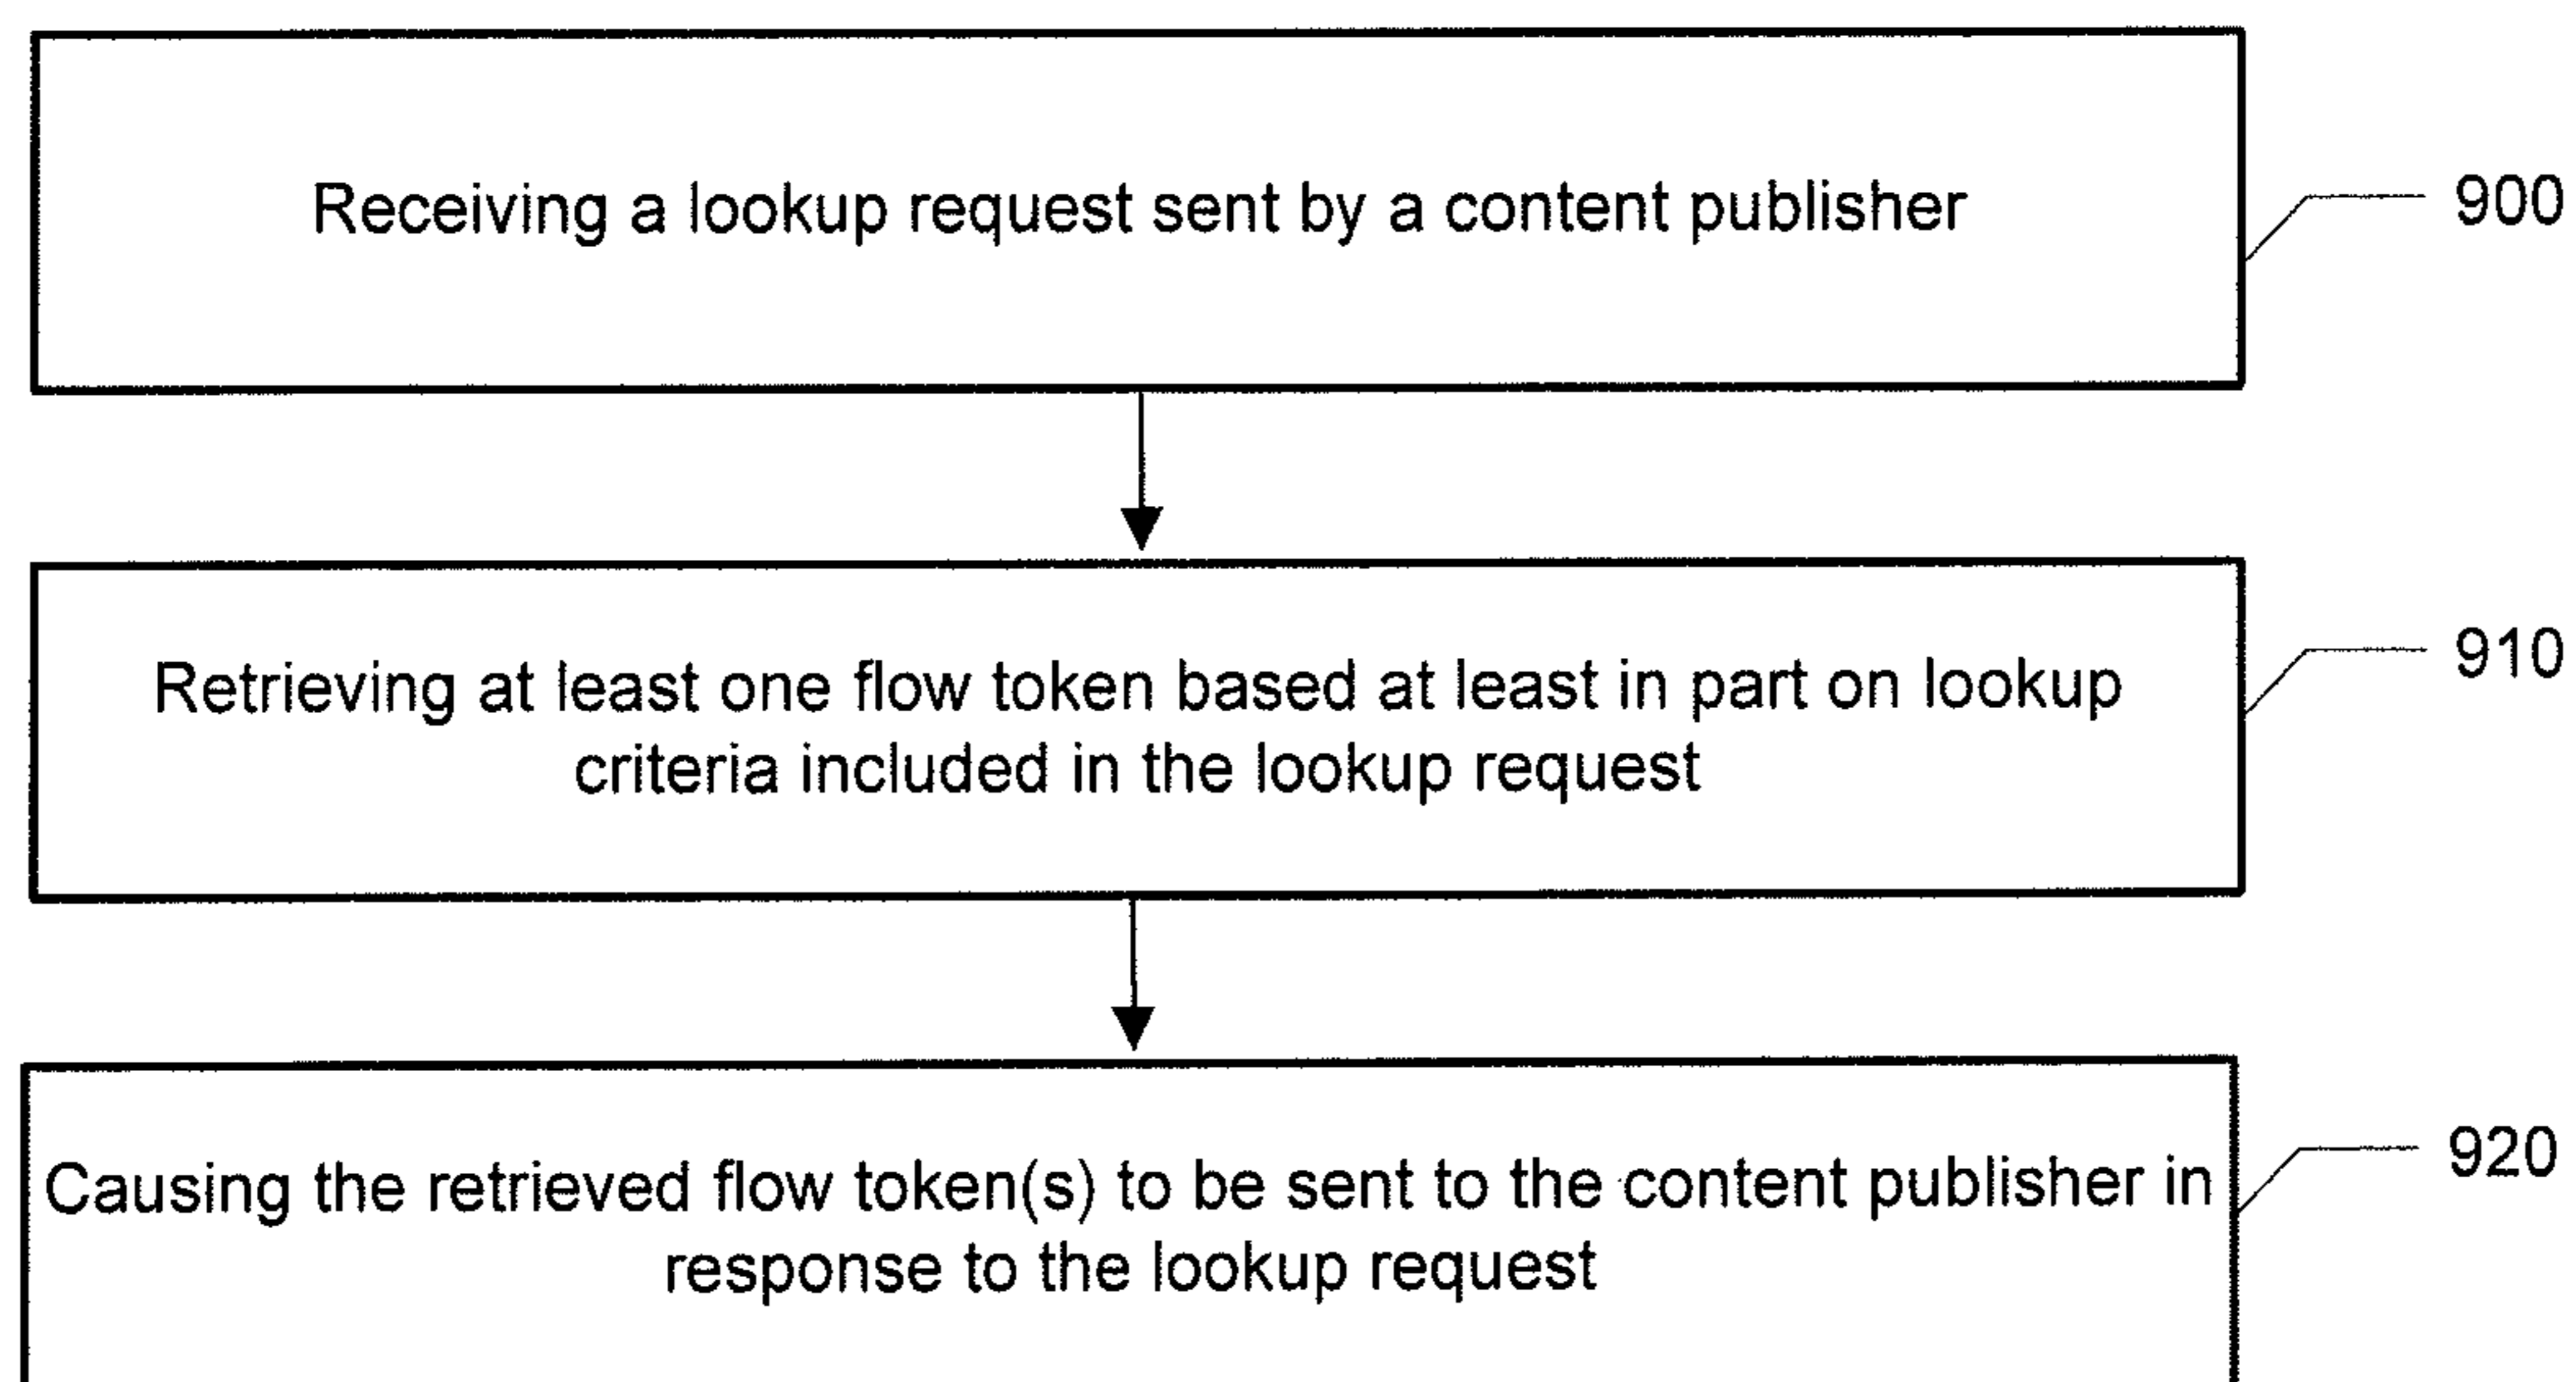 Receiving a lookup request sent by a content publisher
900
Retrieving at least one flow token based at least in part on lookup
criteria included in the lookup request
910
Causing the retrieved flow token(s) to be sent to the content publisher in
response to the lookup request
920